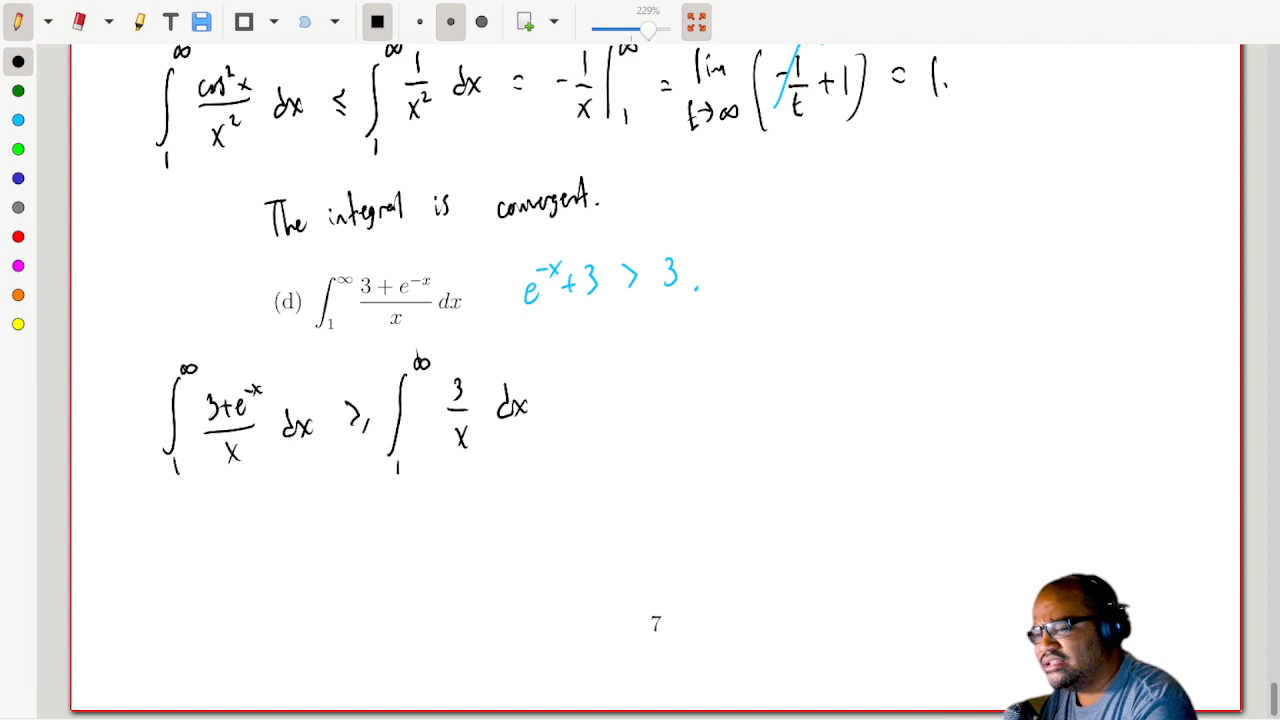 229%
∫₁^∞ cos²x/x² dx ≤ ∫₁^∞ 1/x² dx = -1/x |₁^∞ = lim t→∞ (-1/t + 1) = 1.
The integral is convergent.
(d) ∫₁^∞ (3 + e^{-x})/x dx e^{-x} + 3 > 3.
∫₁^∞ (3+e^{-x})/x dx ≥ ∫₁^∞ 3/x dx
7